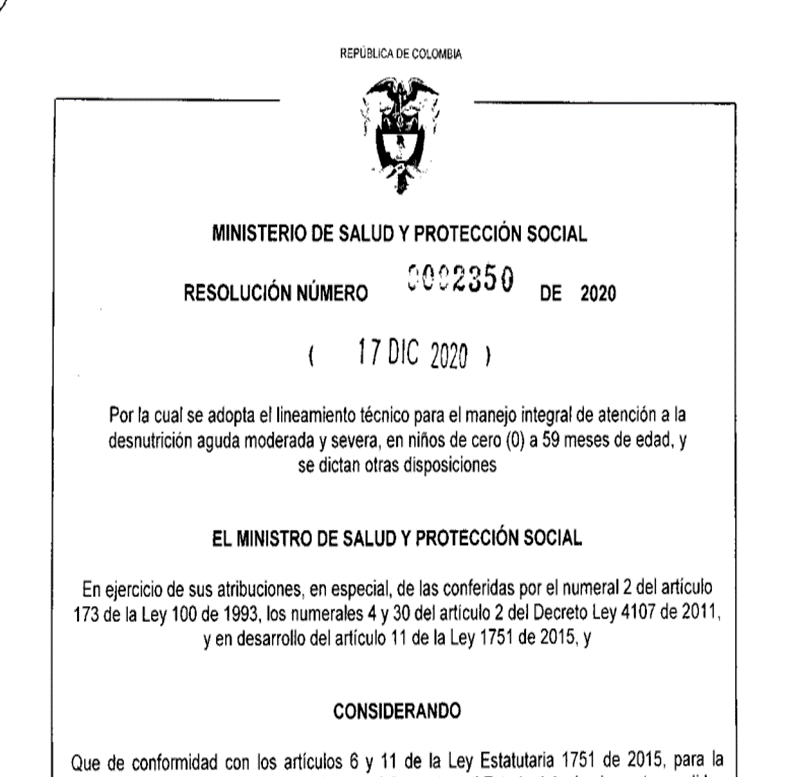 REPÚBLICA DE COLOMBIA
MINISTERIO DE SALUD Y PROTECCIÓN SOCIAL
RESOLUCIÓN NÚMERO 0002350 DE 2020
( 17 DIC 2020 )
Por la cual se adopta el lineamiento técnico para el manejo integral de atención a la
desnutrición aguda moderada y severa, en niños de cero (0) a 59 meses de edad, y
se dictan otras disposiciones
EL MINISTRO DE SALUD Y PROTECCIÓN SOCIAL
En ejercicio de sus atribuciones, en especial, de las conferidas por el numeral 2 del artículo
173 de la Ley 100 de 1993, los numerales 4 y 30 del artículo 2 del Decreto Ley 4107 de 2011,
y en desarrollo del artículo 11 de la Ley 1751 de 2015, y
CONSIDERANDO
Que de conformidad con los artículos 6 y 11 de la Ley Estatutaria 1751 de 2015, para la